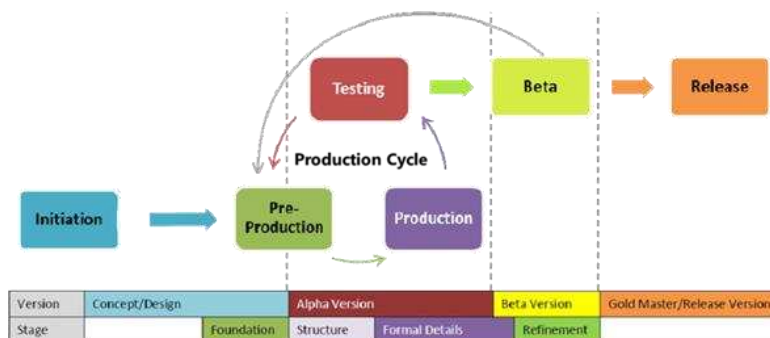 Testing
Beta
Release
Production Cycle
Initiation
Pre-
Production
Production
Version Concept/Design Alpha Version Beta Version Gold Master/Release Version
Stage Foundation Structure Formal Details Refinement